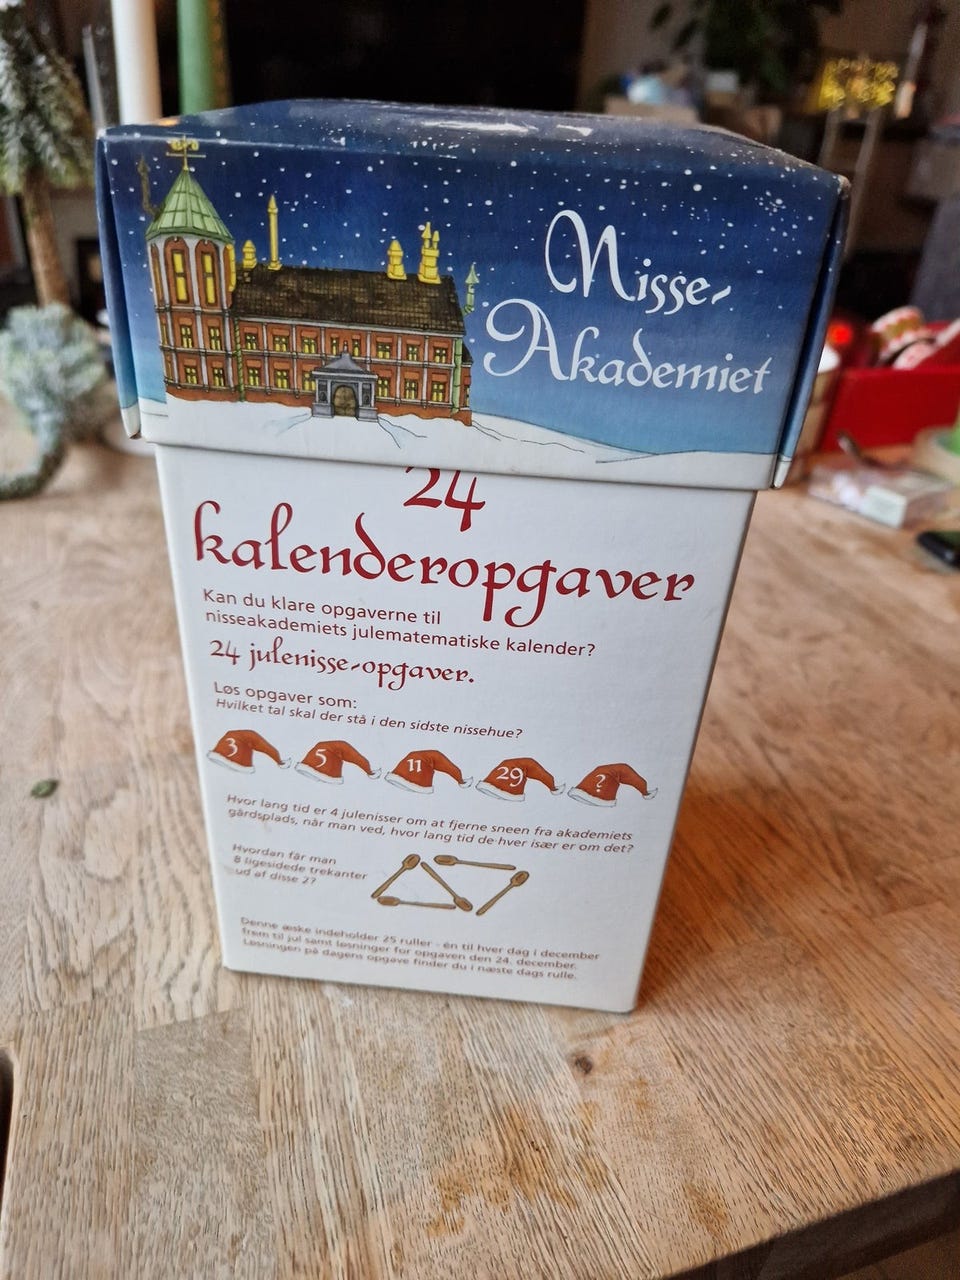 Nisse-
Akademiet
24
kalenderopgaver
Kan du klare opgaverne til
nisseakademiets julematematiske kalender?
24 julenisse-opgaver.
Løs opgaver som:
Hvilket tal skal der stå i den sidste nissehue?
3 5 11 29 ?
Hvor lang tid er 4 julenisser om at fjerne sneen fra akademiets
gårdsplads, når man ved, hvor lang tid de hver især er om det?
Hvordan får man
8 ligesidede trekanter
ud af disse 2?
Denne æske indeholder 25 ruller - én til hver dag i december
frem til jul samt løsninger for opgaven den 24. december.
Løsningen på dagens opgave finder du i næste dags rulle.